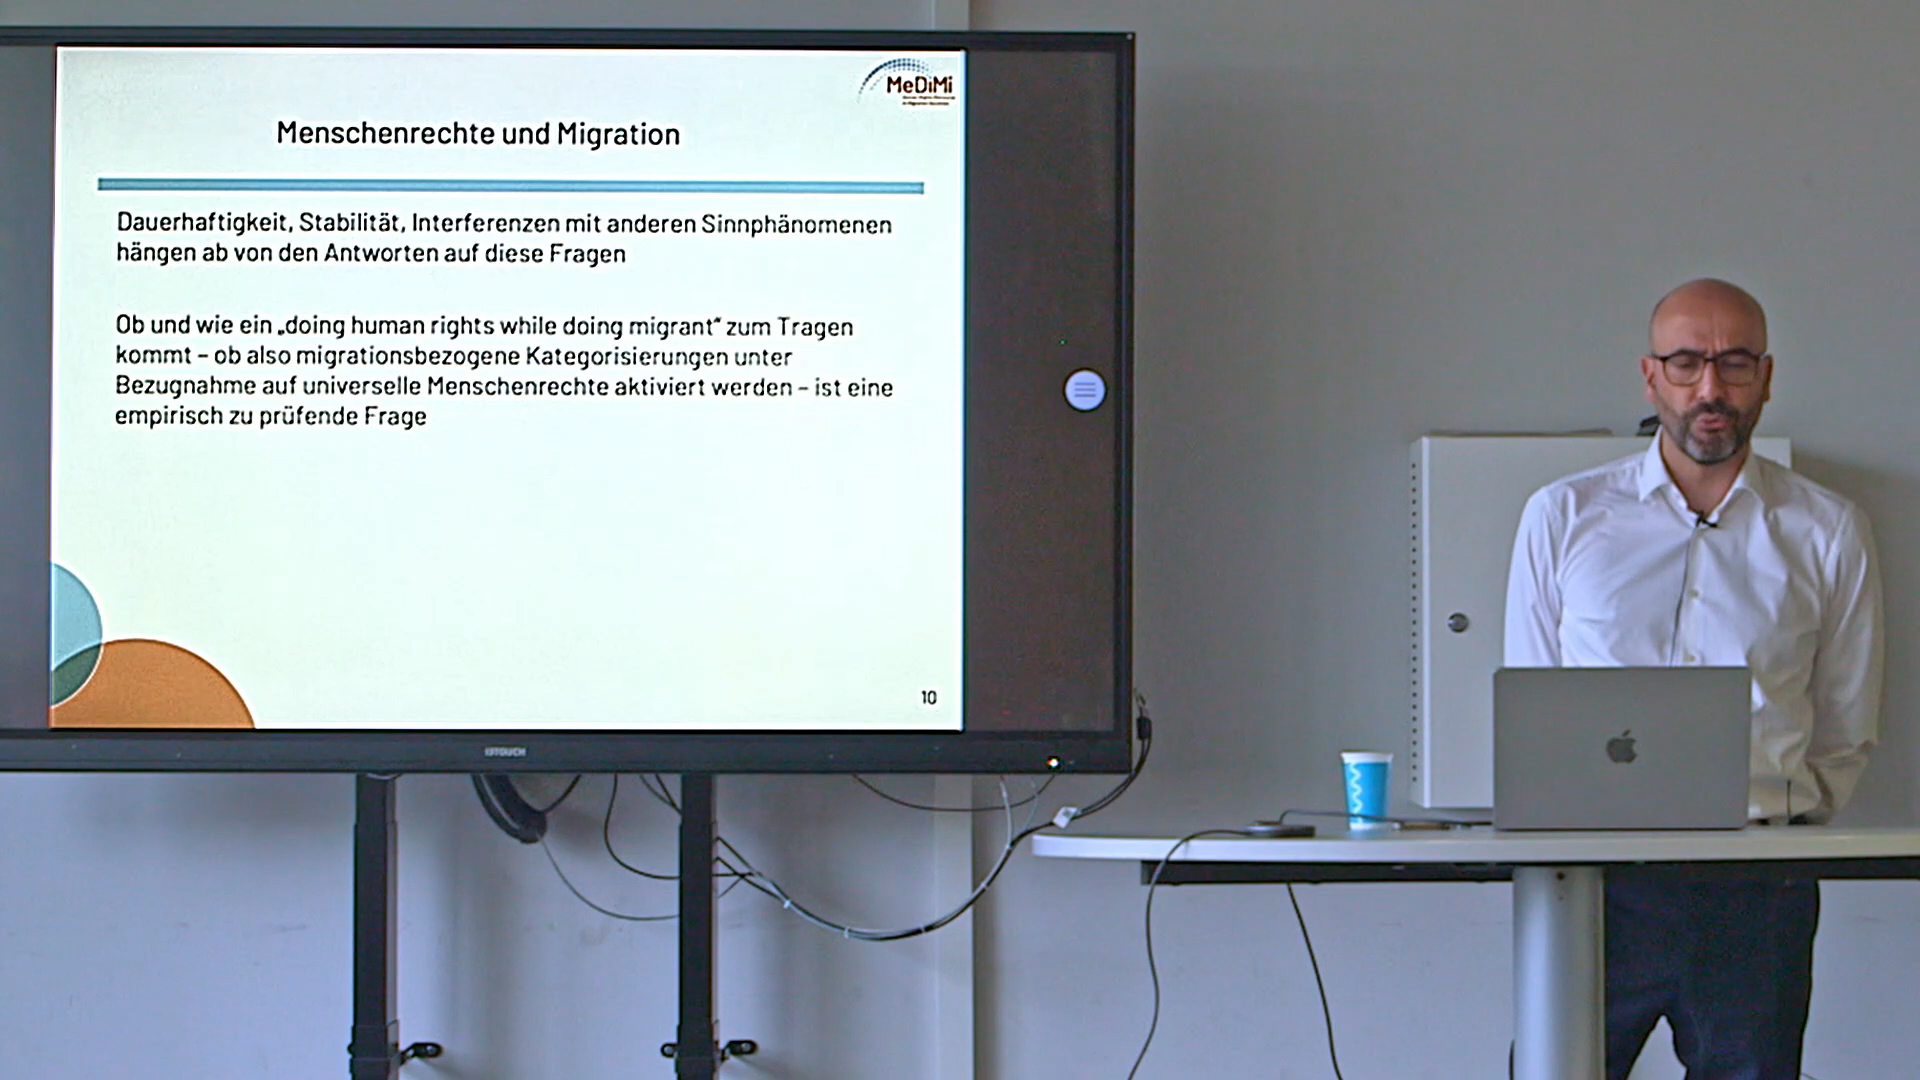 MeDiMi
Menschenrechte und Migration
Dauerhaftigkeit, Stabilität, Interferenzen mit anderen Sinnphänomenen
hängen ab von den Antworten auf diese Fragen
Ob und wie ein „doing human rights while doing migrant“ zum Tragen
kommt – ob also migrationsbezogene Kategorisierungen unter
Bezugnahme auf universelle Menschenrechte aktiviert werden – ist eine
empirisch zu prüfende Frage
10